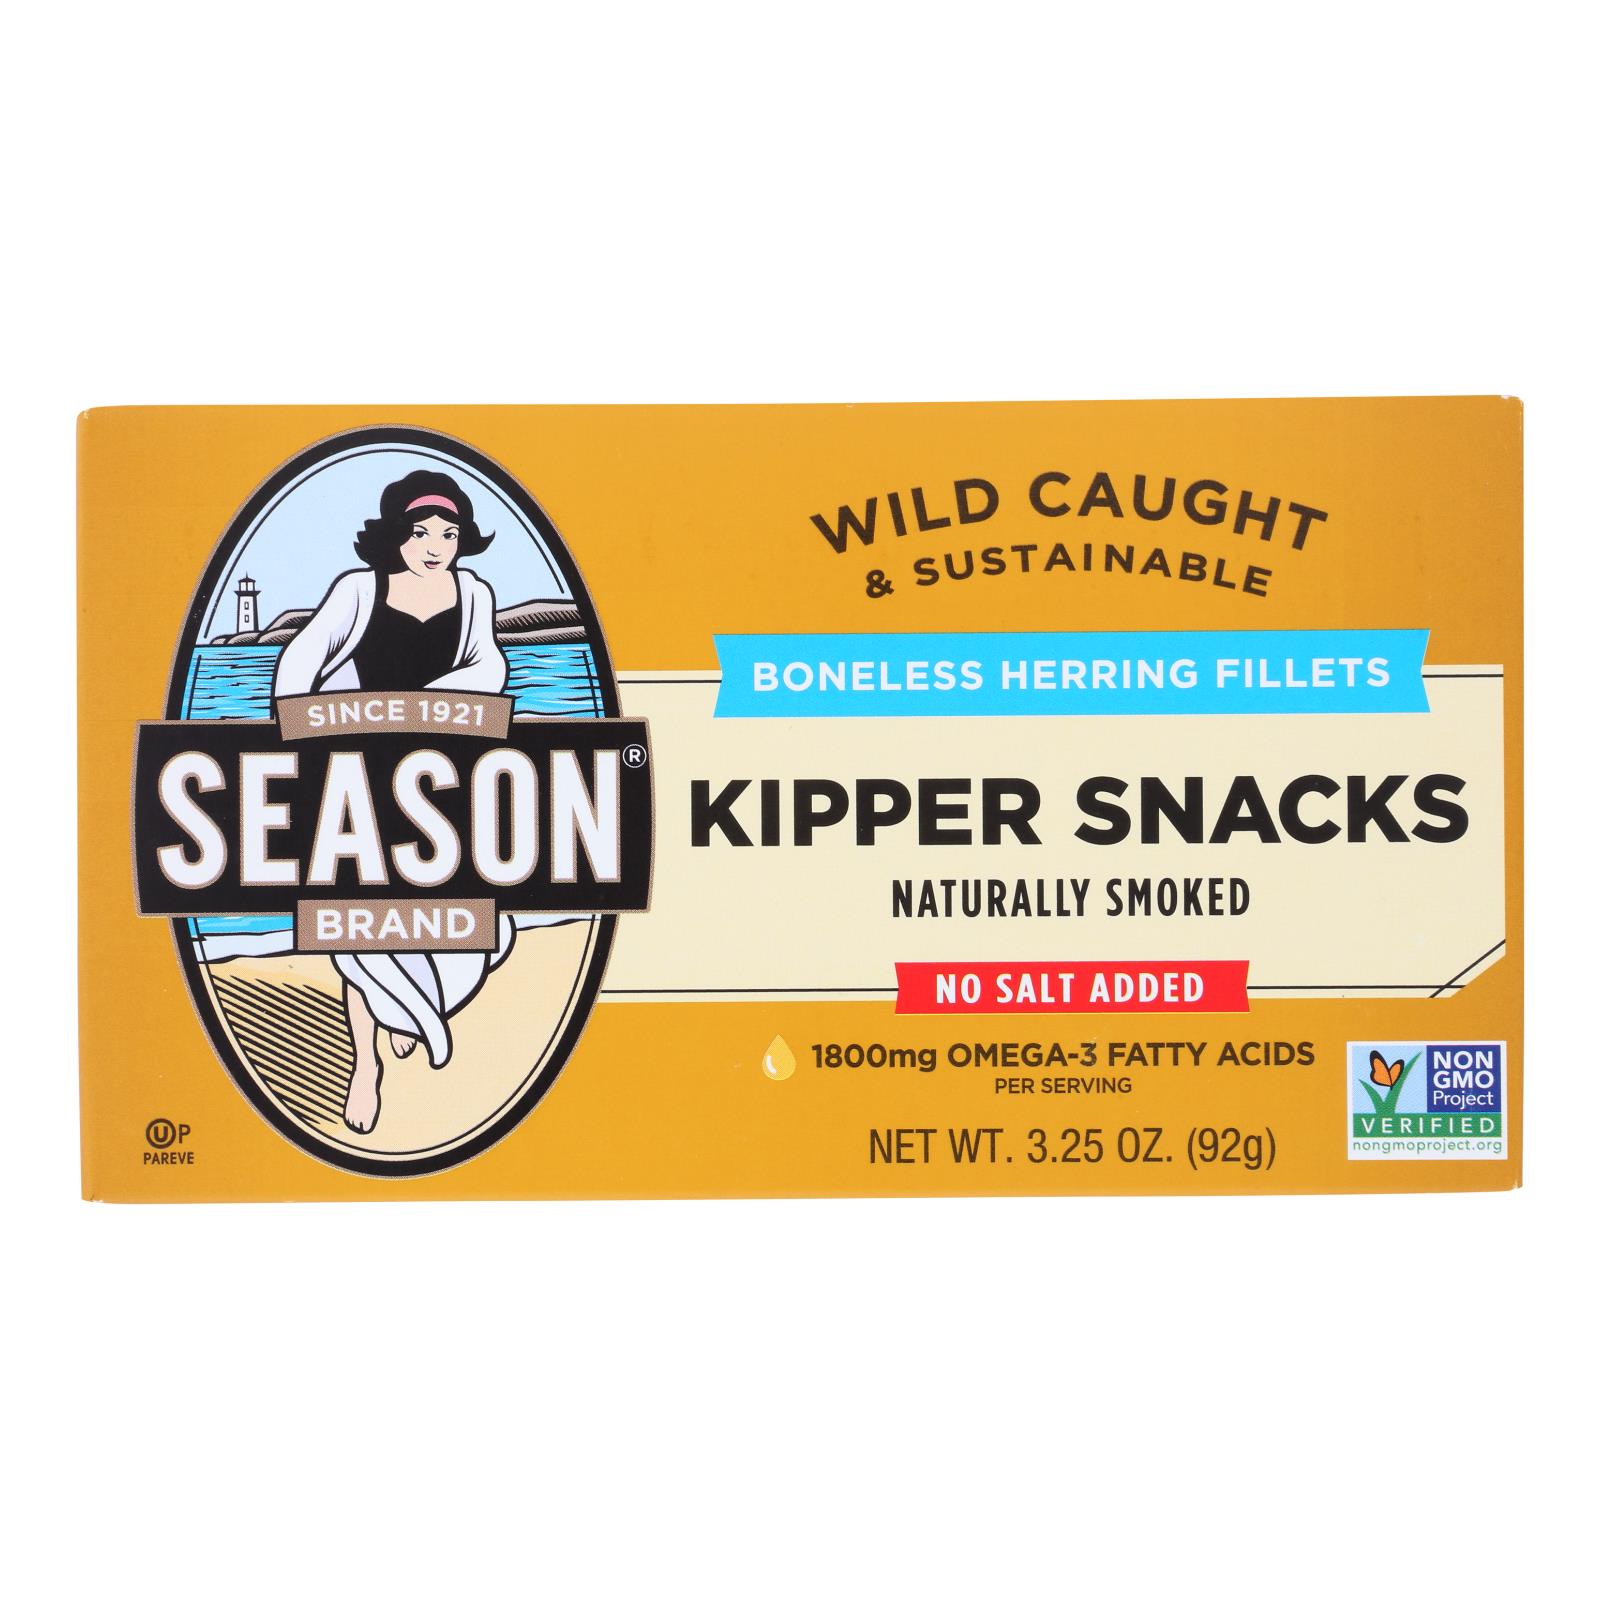 WILD CAUGHT
& SUSTAINABLE
BONELESS HERRING FILLETS
SINCE 1921
SEASON®
BRAND
KIPPER SNACKS
NATURALLY SMOKED
NO SALT ADDED
1800mg OMEGA-3 FATTY ACIDS
PER SERVING
NET WT. 3.25 OZ. (92g)
UP
PAREVE
NON
GMO
Project
VERIFIED
nongmoproject.org